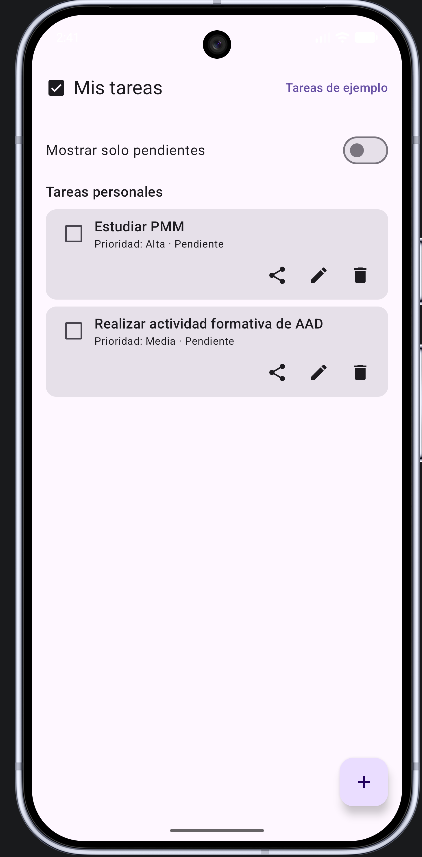 Mis tareas
Tareas de ejemplo
Mostrar solo pendientes
Tareas personales
Estudiar PMM
Prioridad: Alta · Pendiente
Realizar actividad formativa de AAD
Prioridad: Media · Pendiente
+